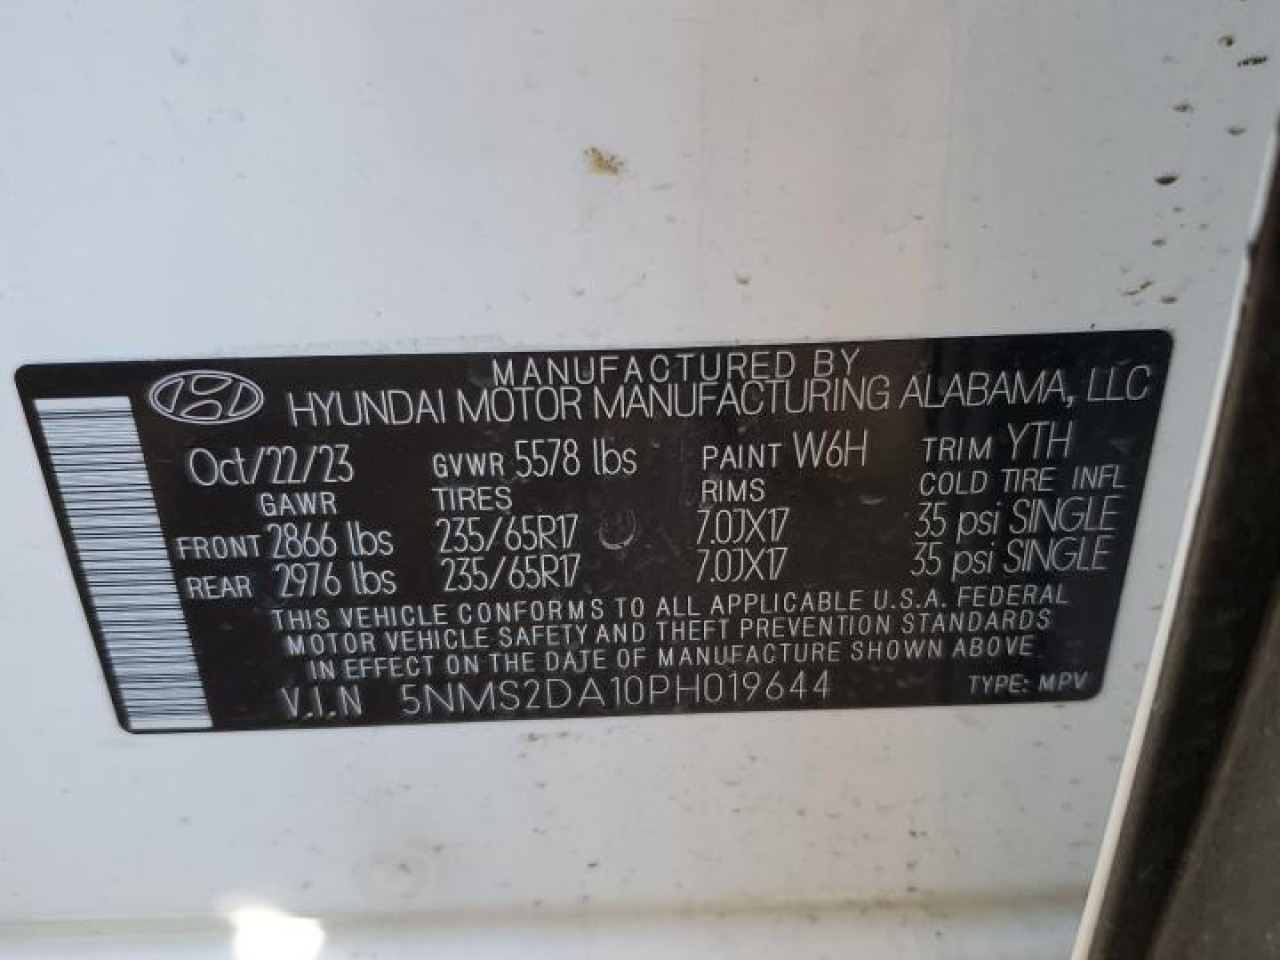 MANUFACTURED BY
HYUNDAI MOTOR MANUFACTURING ALABAMA, LLC
Oct/22/23 GVWR 5578 lbs PAINT W6H TRIM YTH
GAWR TIRES RIMS COLD TIRE INFL
FRONT 2866 lbs 235/65R17 7.0JX17 35 psi SINGLE
REAR 2976 lbs 235/65R17 7.0JX17 35 psi SINGLE
THIS VEHICLE CONFORMS TO ALL APPLICABLE U.S.A. FEDERAL
MOTOR VEHICLE SAFETY AND THEFT PREVENTION STANDARDS
IN EFFECT ON THE DATE OF MANUFACTURE SHOWN ABOVE.
V.I.N 5NMS2DA10PH019644 TYPE: MPV